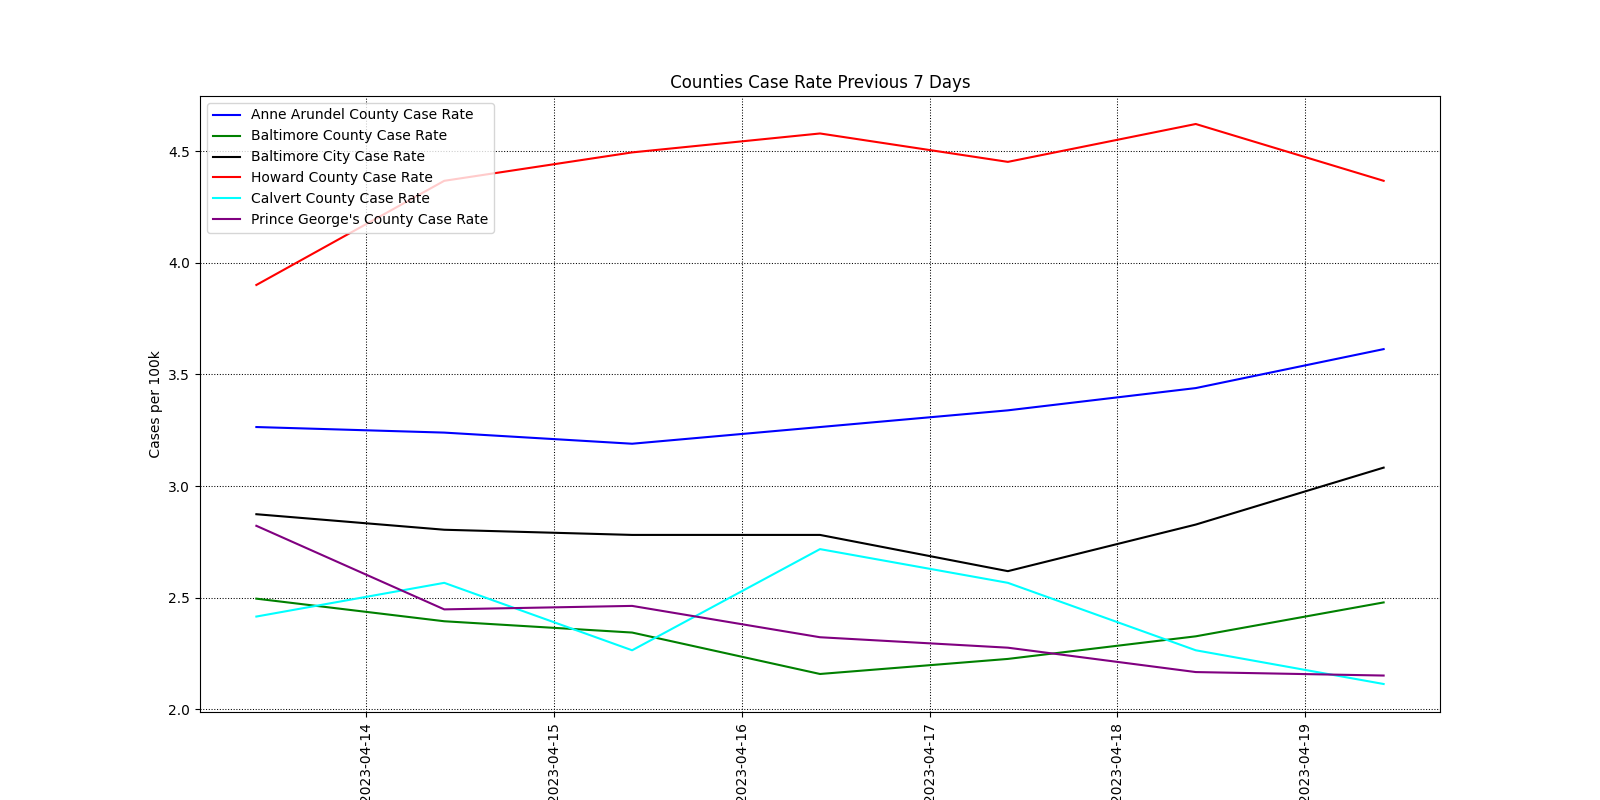 Counties Case Rate Previous 7 Days
Anne Arundel County Case Rate
Baltimore County Case Rate
Baltimore City Case Rate
Howard County Case Rate
Calvert County Case Rate
Prince George's County Case Rate
Cases per 100k
4.5
4.0
3.5
3.0
2.5
2.0
2023-04-14
2023-04-15
2023-04-16
2023-04-17
2023-04-18
2023-04-19